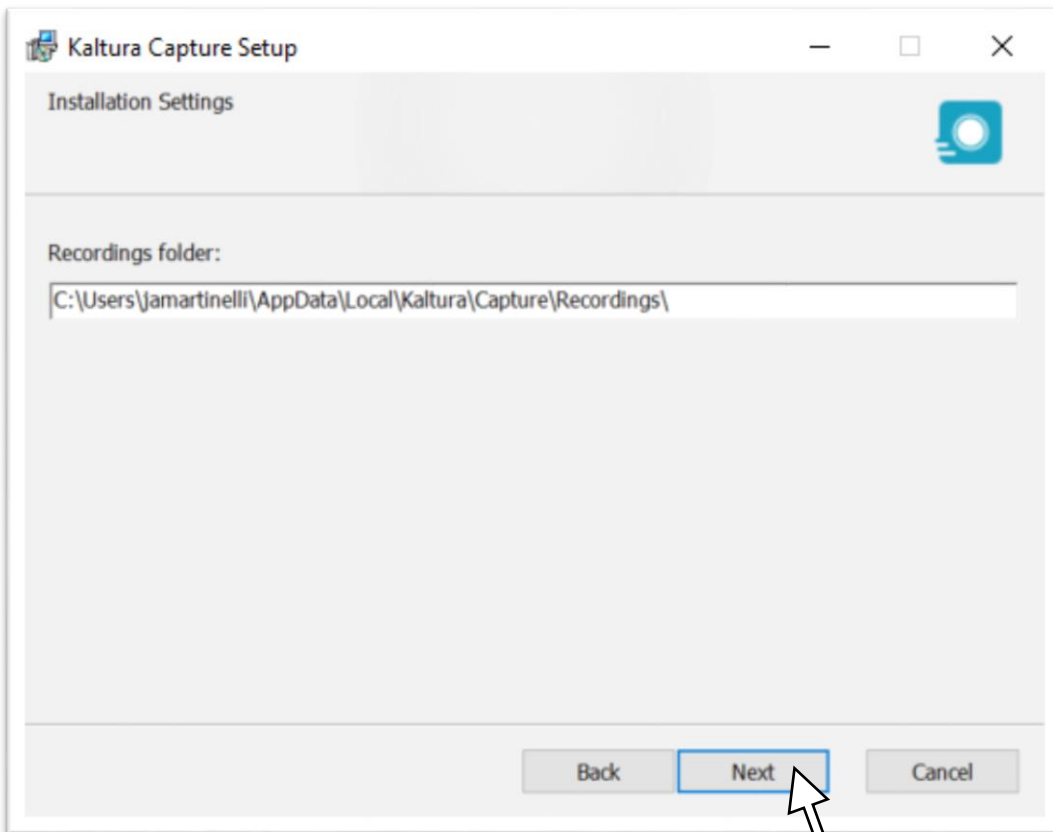 Kaltura Capture Setup
Installation Settings
Recordings folder:
C:\Users\jamartinelli\AppData\Local\Kaltura\Capture\Recordings\
Back Next Cancel